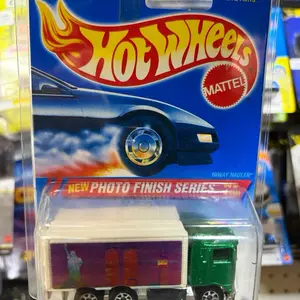 HOT WHEELS
MATTEL
HIWAY HAULER
NEW PHOTO FINISH SERIES